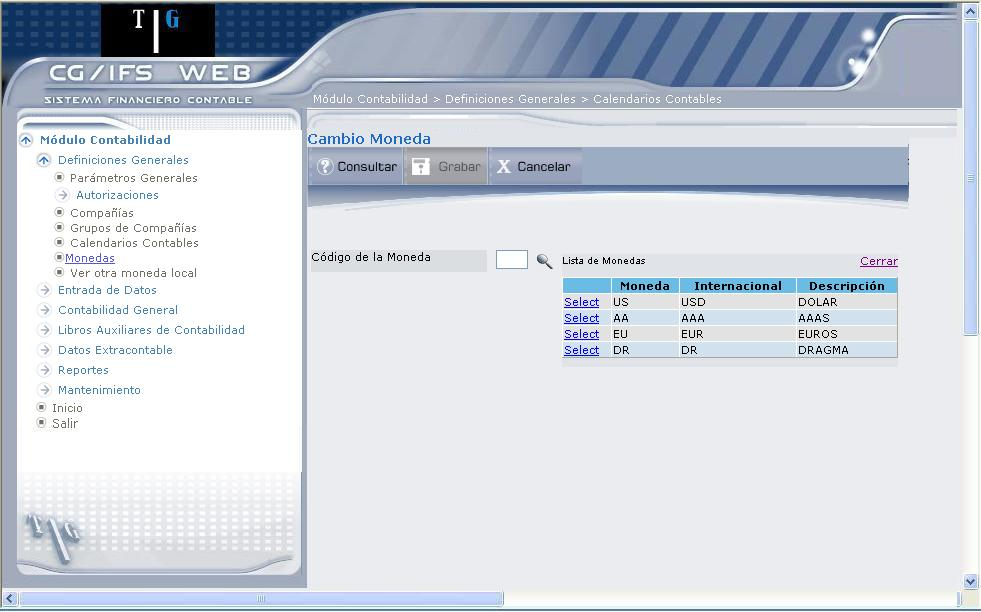 T|G
CG/IFS WEB
SISTEMA FINANCIERO CONTABLE
Módulo Contabilidad > Definiciones Generales > Calendarios Contables
Módulo Contabilidad
Definiciones Generales
Parámetros Generales
Autorizaciones
Compañías
Grupos de Compañías
Calendarios Contables
Monedas
Ver otra moneda local
Entrada de Datos
Contabilidad General
Libros Auxiliares de Contabilidad
Datos Extracontable
Reportes
Mantenimiento
Inicio
Salir
T|G
Cambio Moneda
Consultar Grabar Cancelar
Código de la Moneda
Lista de Monedas Cerrar
Moneda Internacional Descripción
Select US USD DOLAR
Select AA AAA AAAS
Select EU EUR EUROS
Select DR DR DRAGMA